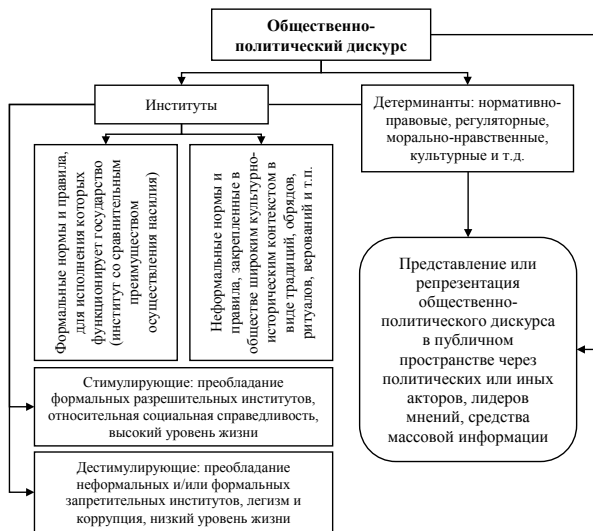 Общественно-
политический дискурс
Институты
Детерминанты: нормативно-
правовые, регуляторные,
морально-нравственные,
культурные и т.д.
Формальные нормы и правила,
для исполнения которых
функционирует государство
(институт со сравнительным
преимуществом
осуществления насилия)
Неформальные нормы и
правила, закрепленные в
обществе широким культурно-
историческим контекстом в
виде традиций, обрядов,
ритуалов, верований и т.п.
Представление или
репрезентация
общественно-
политического дискурса
в публичном
пространстве через
политических или иных
акторов, лидеров
мнений, средства
массовой информации
Стимулирующие: преобладание
формальных разрешительных институтов,
относительная социальная справедливость,
высокий уровень жизни
Дестимулирующие: преобладание
неформальных и/или формальных
запретительных институтов, легизм и
коррупция, низкий уровень жизни